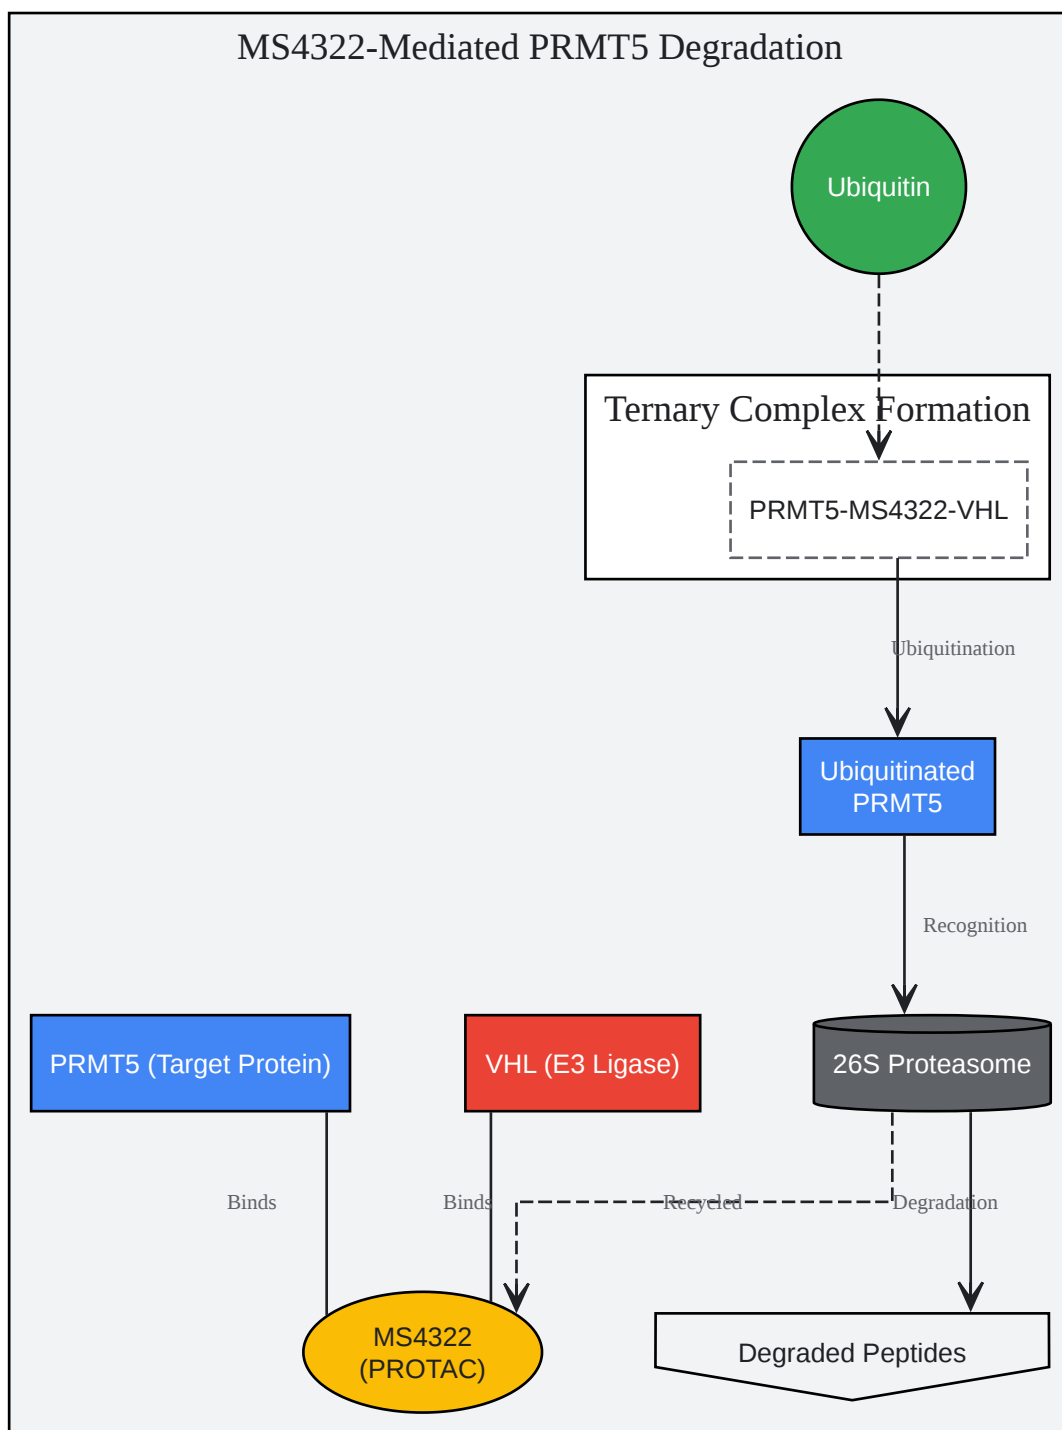 MS4322-Mediated PRMT5 Degradation
Ubiquitin
Ternary Complex Formation
PRMT5-MS4322-VHL
Ubiquitination
Ubiquitinated
PRMT5
Recognition
PRMT5 (Target Protein)
VHL (E3 Ligase)
26S Proteasome
Binds
Binds
Recycled
Degradation
MS4322
(PROTAC)
Degraded Peptides